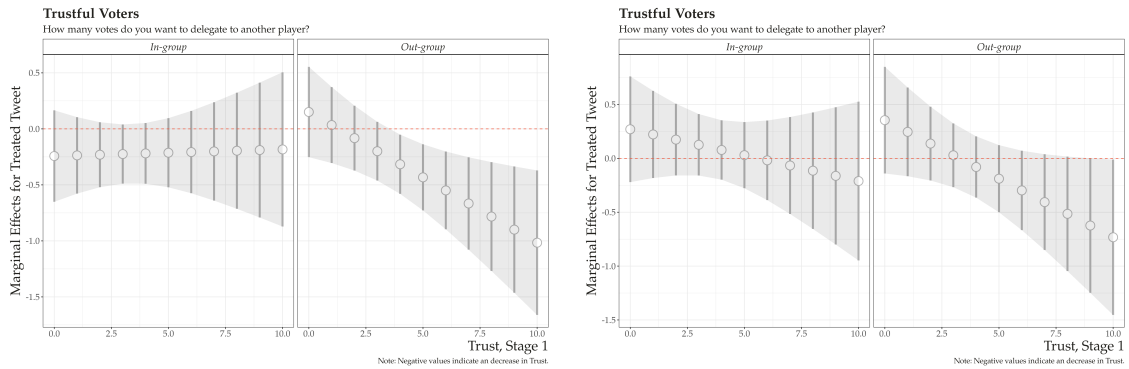 Trustful Voters
How many votes do you want to delegate to another player?
In-group
Out-group
Marginal Effects for Treated Tweet
0.5
0.0
-0.5
-1.0
-1.5
0.0 2.5 5.0 7.5 10.0
0.0 2.5 5.0 7.5 10.0
Trust, Stage 1
Note: Negative values indicate an decrease in Trust.
Trustful Voters
How many votes do you want to delegate to another player?
In-group
Out-group
Marginal Effects for Treated Tweet
0.5
0.0
-0.5
-1.0
-1.5
0.0 2.5 5.0 7.5 10.0
0.0 2.5 5.0 7.5 10.0
Trust, Stage 1
Note: Negative values indicate an decrease in Trust.